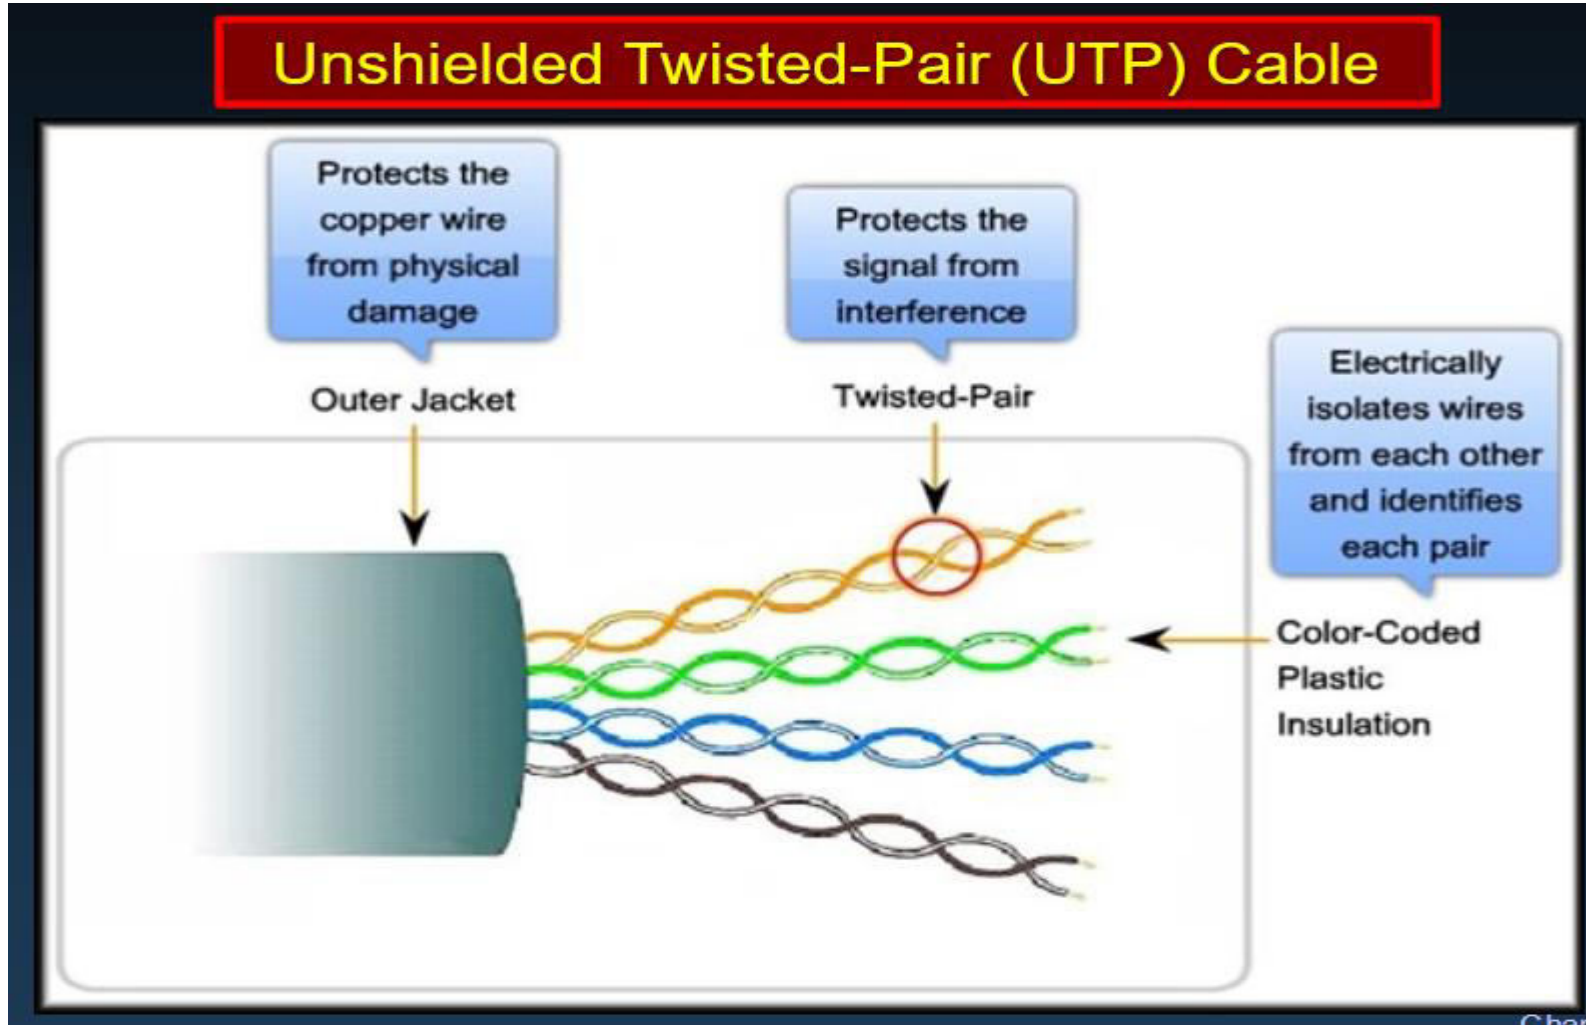 Unshielded Twisted-Pair (UTP) Cable
Protects the
copper wire
from physical
damage
Outer Jacket
Protects the
signal from
interference
Twisted-Pair
Electrically
isolates wires
from each other
and identifies
each pair
Color-Coded
Plastic
Insulation